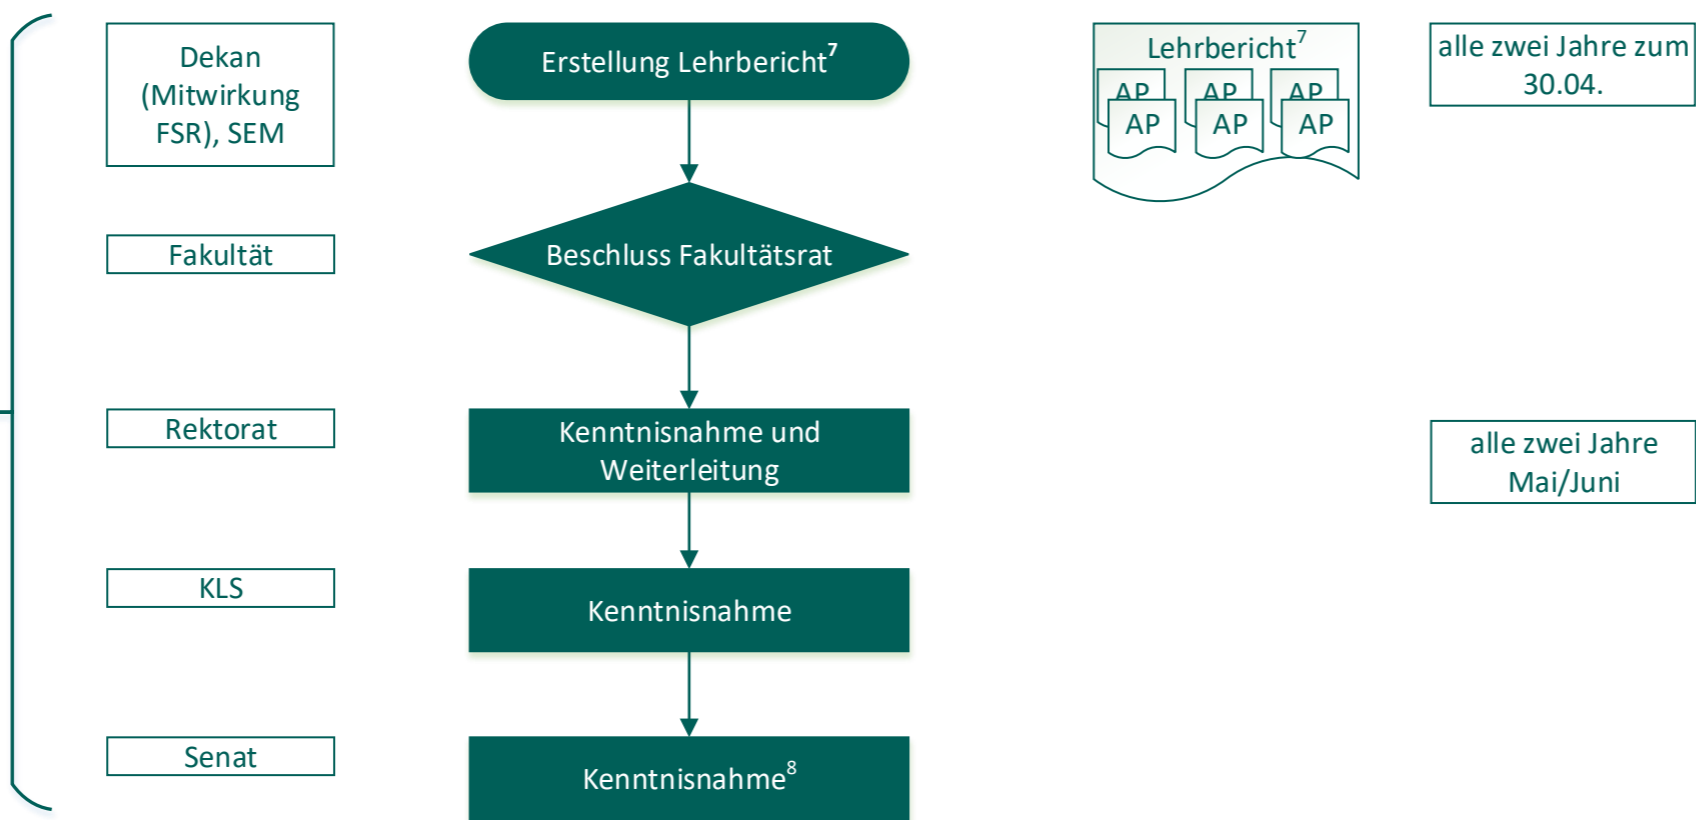 Dekan
(Mitwirkung
FSR), SEM
Erstellung Lehrbericht⁷
Lehrbericht⁷
AP AP AP
AP AP AP
alle zwei Jahre zum
30.04.
Fakultät
Beschluss Fakultätsrat
Rektorat
Kenntnisnahme und
Weiterleitung
alle zwei Jahre
Mai/Juni
KLS
Kenntnisnahme
Senat
Kenntnisnahme⁸